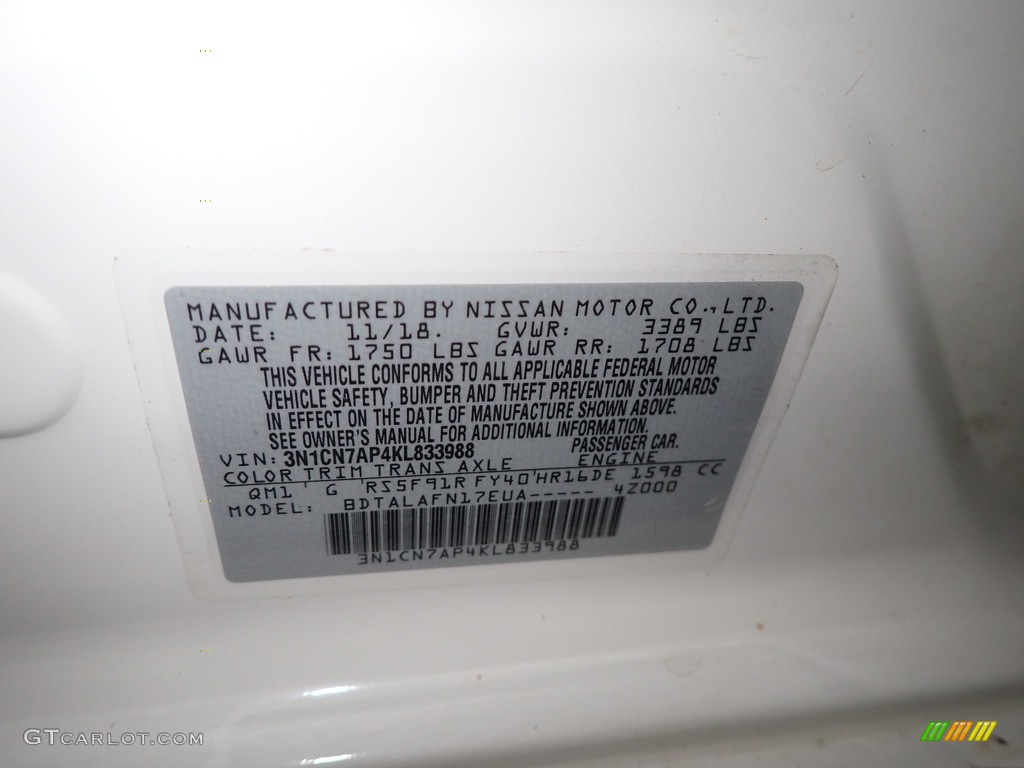 MANUFACTURED BY NISSAN MOTOR CO., LTD.
DATE: 11/18. GVWR: 3389 LBS
GAWR FR: 1750 LBS GAWR RR: 1708 LBS
THIS VEHICLE CONFORMS TO ALL APPLICABLE FEDERAL MOTOR
VEHICLE SAFETY, BUMPER AND THEFT PREVENTION STANDARDS
IN EFFECT ON THE DATE OF MANUFACTURE SHOWN ABOVE.
SEE OWNER'S MANUAL FOR ADDITIONAL INFORMATION.
VIN: 3N1CN7AP4KL833988 PASSENGER CAR.
COLOR TRIM TRANS AXLE ENGINE
QM1 ' G 'RS5F91R FY40'HR16DE 1598 CC
MODEL: BDTALAFN17EUA----- 4Z000
3N1CN7AP4KL833988
GTCARLOT.COM